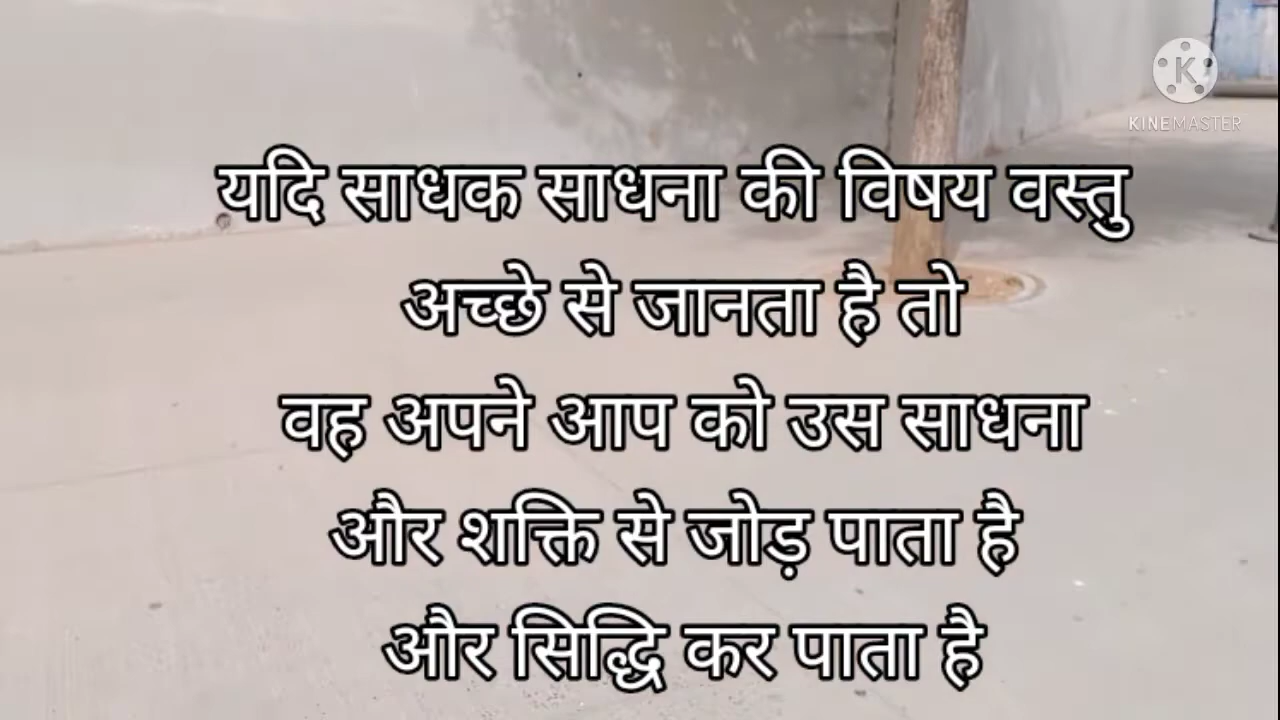 KINEMASTER
यदि साधक साधना की विषय वस्तु
अच्छे से जानता है तो
वह अपने आप को उस साधना
और शक्ति से जोड़ पाता है
और सिद्धि कर पाता है